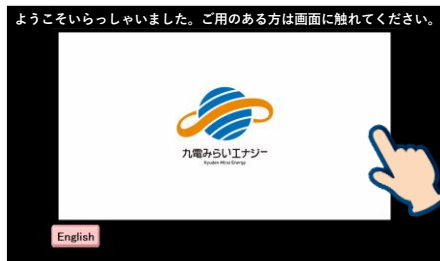 ようこそいらっしゃいました。ご用のある方は画面に触れてください。
九電みらいエナジー
Kyuden Mirai Energy
English